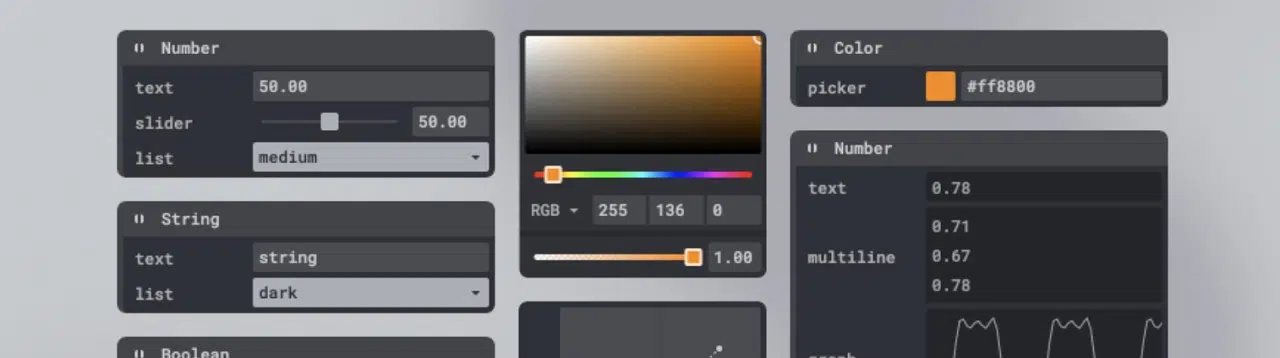 Number
text 50.00
slider 50.00
list medium
String
text string
list dark
Boolean
RGB 255 136 0
1.00
Color
picker #ff8800
Number
text 0.78
multiline
0.71
0.67
0.78
graph